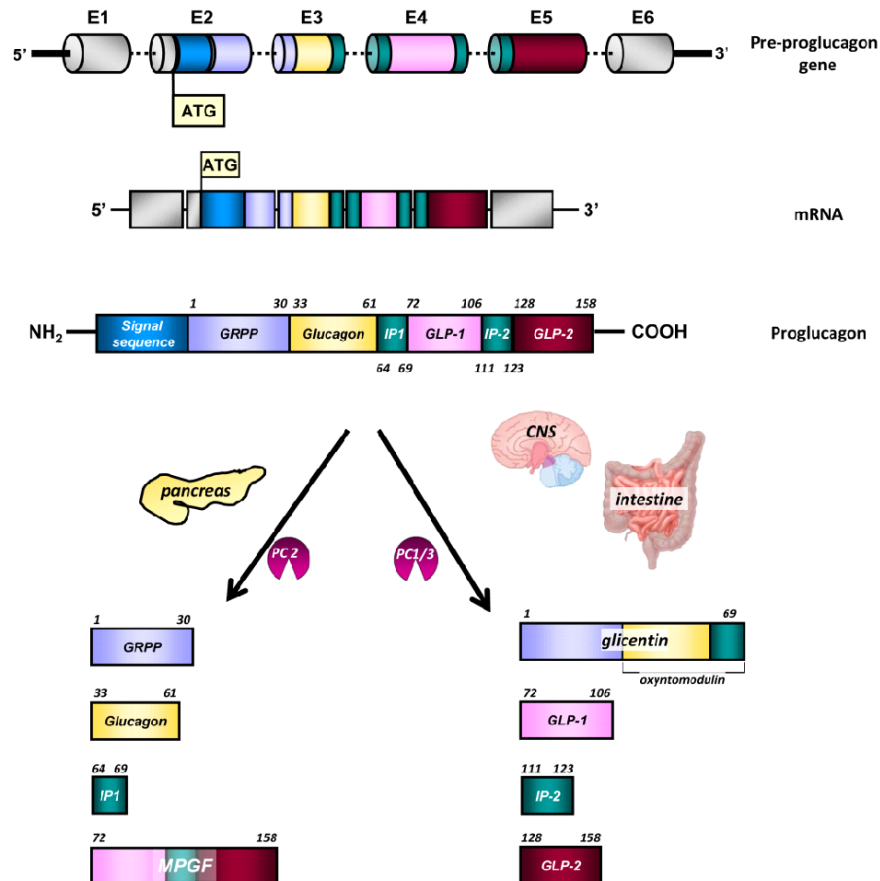 E1 E2 E3 E4 E5 E6
5’ 3’
Pre-proglucagon
gene
ATG
ATG
5’ 3’
mRNA
1 30 33 61 72 106 128 158
NH2 Signal sequence GRPP Glucagon IP1 GLP-1 IP-2 GLP-2 COOH
Proglucagon
64 69 111 123
CNS
pancreas
intestine
PC2
PC1/3
1 30
GRPP
33 61
Glucagon
64 69
IP1
72 158
MPGF
1 69
glicentin
oxyntomodulin
72 106
GLP-1
111 123
IP-2
128 158
GLP-2